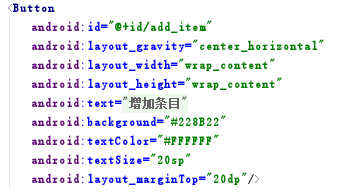 <Button
android:id="@+id/add_item"
android:layout_gravity="center_horizontal"
android:layout_width="wrap_content"
android:layout_height="wrap_content"
android:text="增加条目"
android:background="#228B22"
android:textColor="#FFFFFF"
android:textSize="20sp"
android:layout_marginTop="20dp"/>